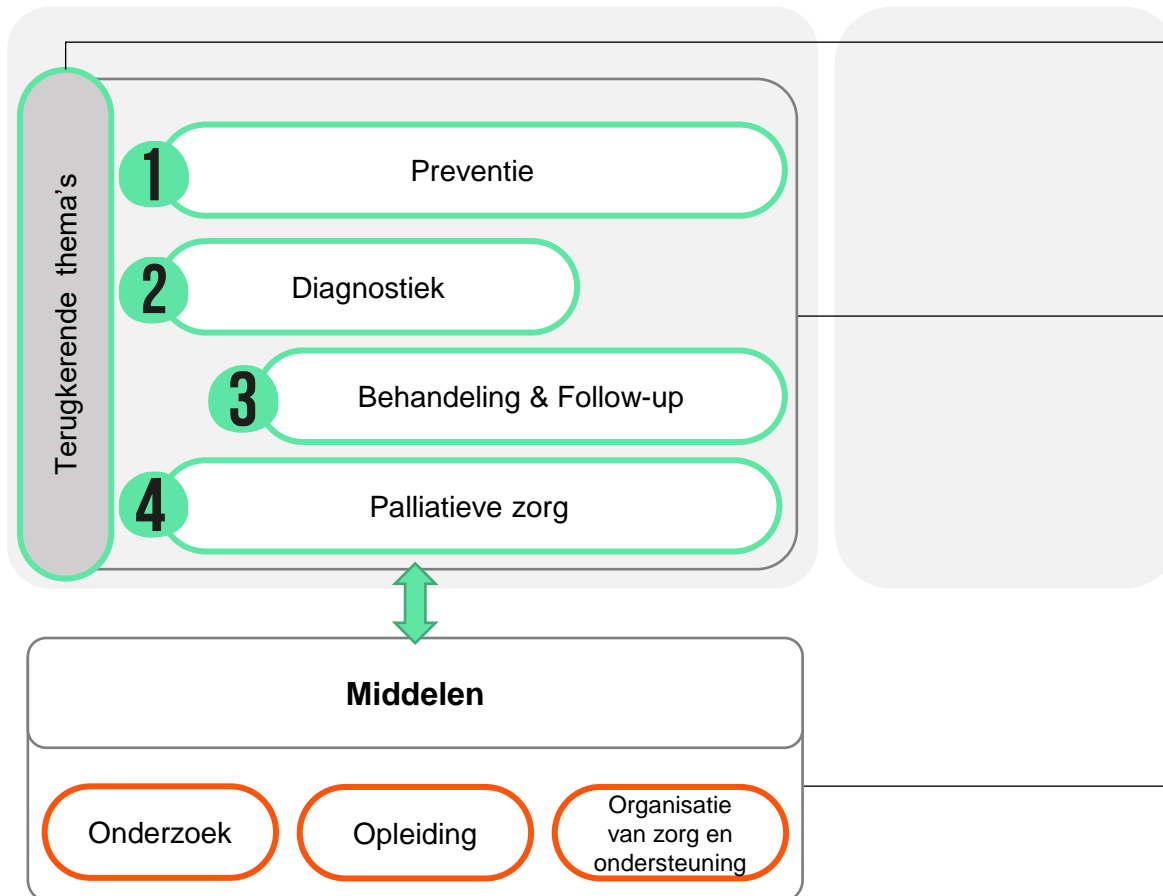 Terugkerende thema's
1
Preventie
2
Diagnostiek
3
Behandeling & Follow-up
4
Palliatieve zorg
Middelen
Onderzoek
Opleiding
Organisatie
van zorg en
ondersteuning